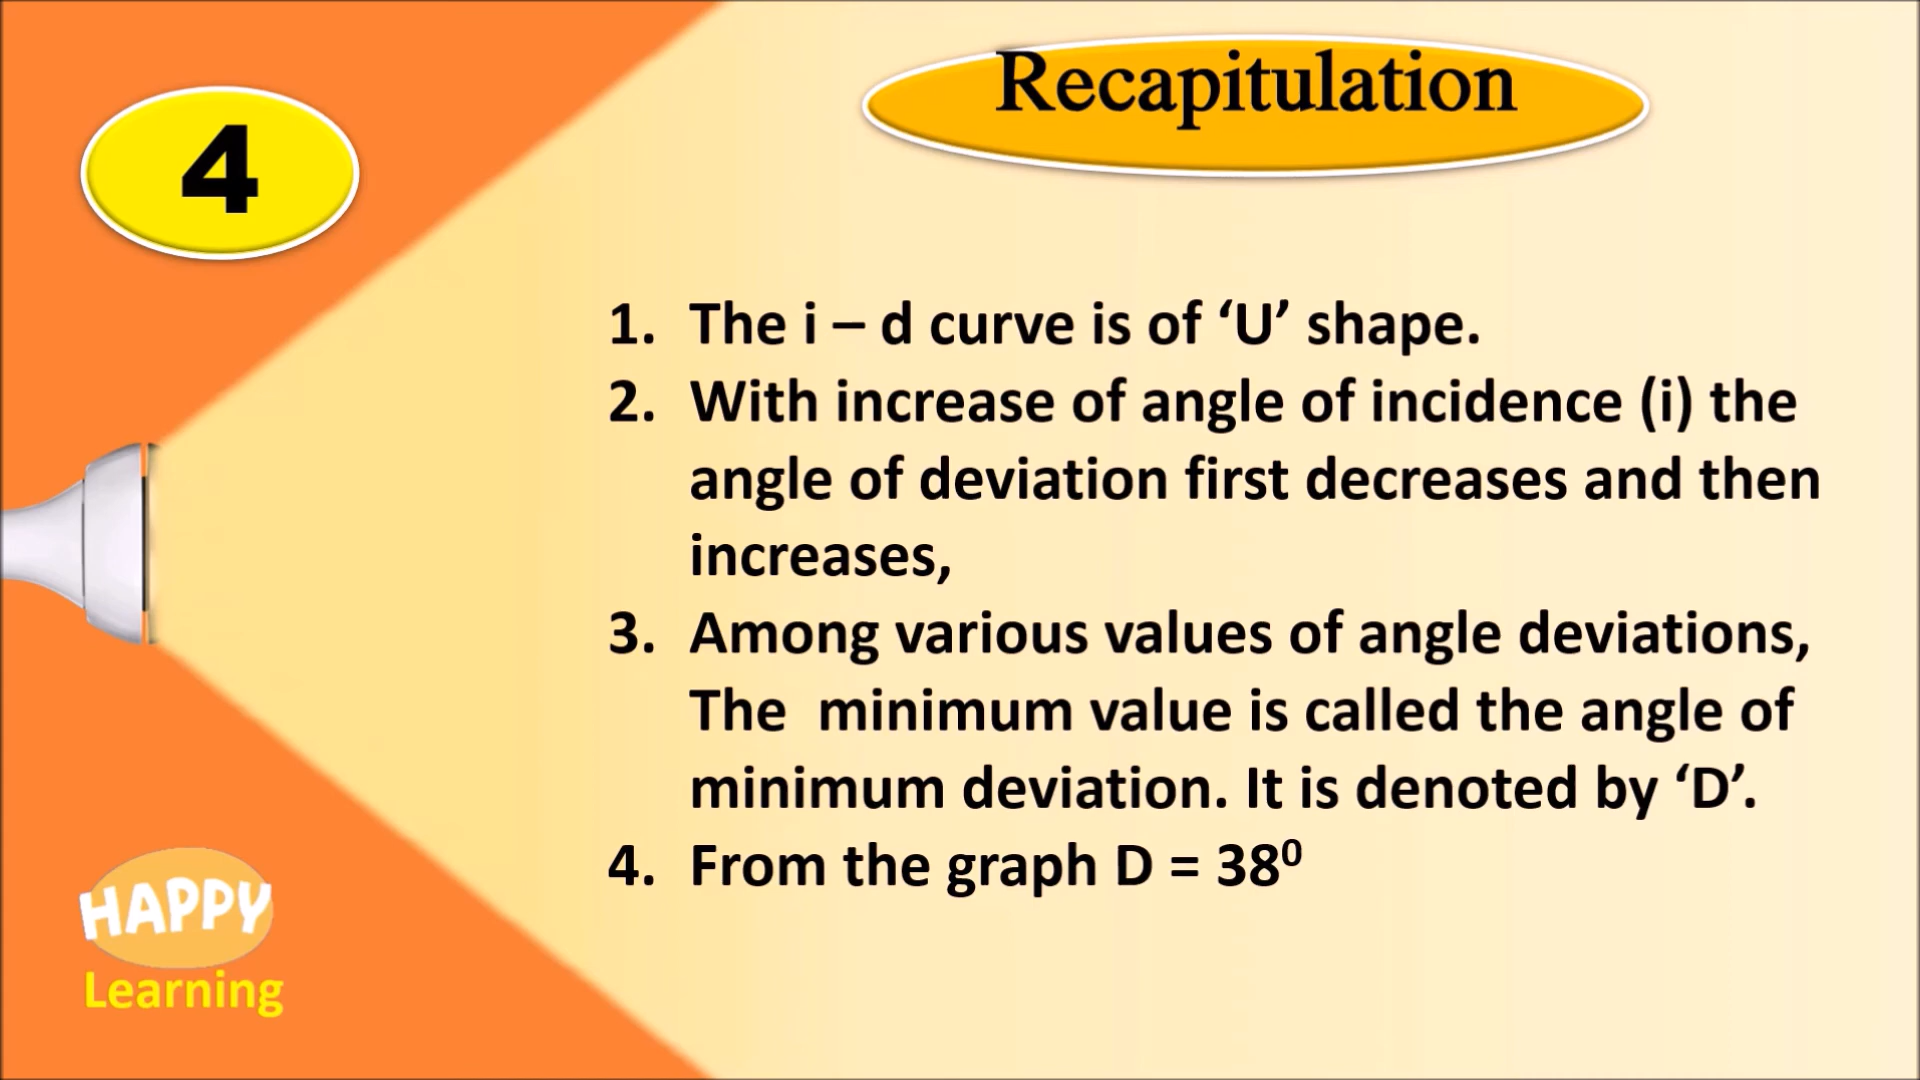 Recapitulation
4
1. The i – d curve is of ‘U’ shape.
2. With increase of angle of incidence (i) the
angle of deviation first decreases and then
increases,
3. Among various values of angle deviations,
The minimum value is called the angle of
minimum deviation. It is denoted by ‘D’.
4. From the graph D = 38⁰
HAPPY
Learning